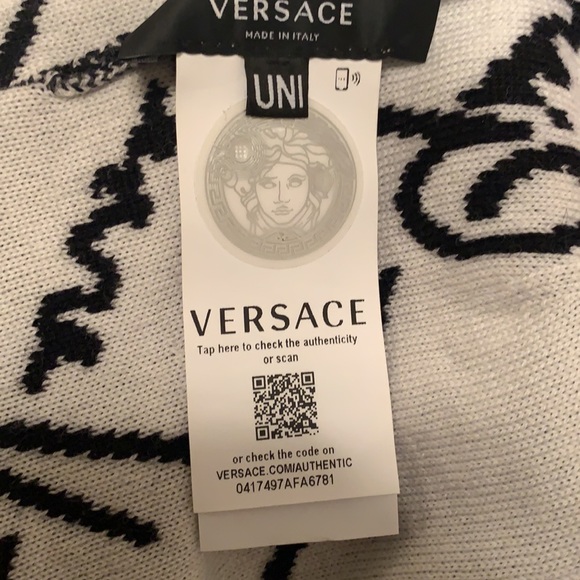 VERSACE
MADE IN ITALY
UNI
VERSACE
Tap here to check the authenticity
or scan
or check the code on
VERSACE.COM/AUTHENTIC
0417497AFA6781